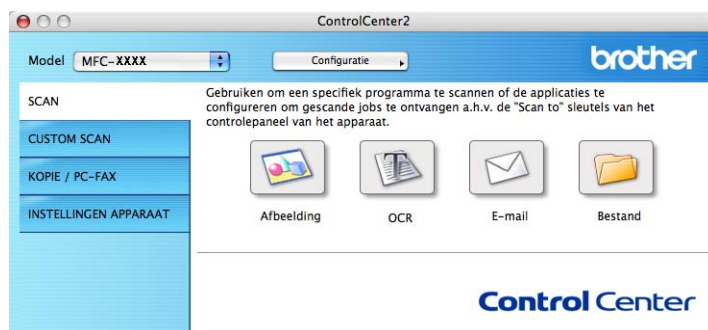 ControlCenter2
Model MFC-XXXX Configuratie brother
SCAN
CUSTOM SCAN
KOPIE / PC-FAX
INSTELLINGEN APPARAAT
Gebruiken om een specifiek programma te scannen of de applicaties te
configureren om gescande jobs te ontvangen a.h.v. de "Scan to" sleutels van het
controlepaneel van het apparaat.
Afbeelding OCR E-mail Bestand
Control Center